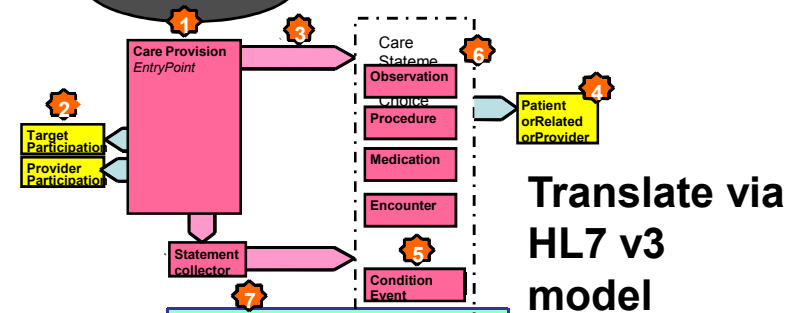 1
3
Care Provision
EntryPoint
Care
Stateme
6
Observation
Choice
4
Patient
orRelated
orProvider
2
Procedure
Target
Participation
Provider
Participation
Medication
Encounter
Translate via
HL7 v3
model
Statement
collector
5
Condition
Event
7